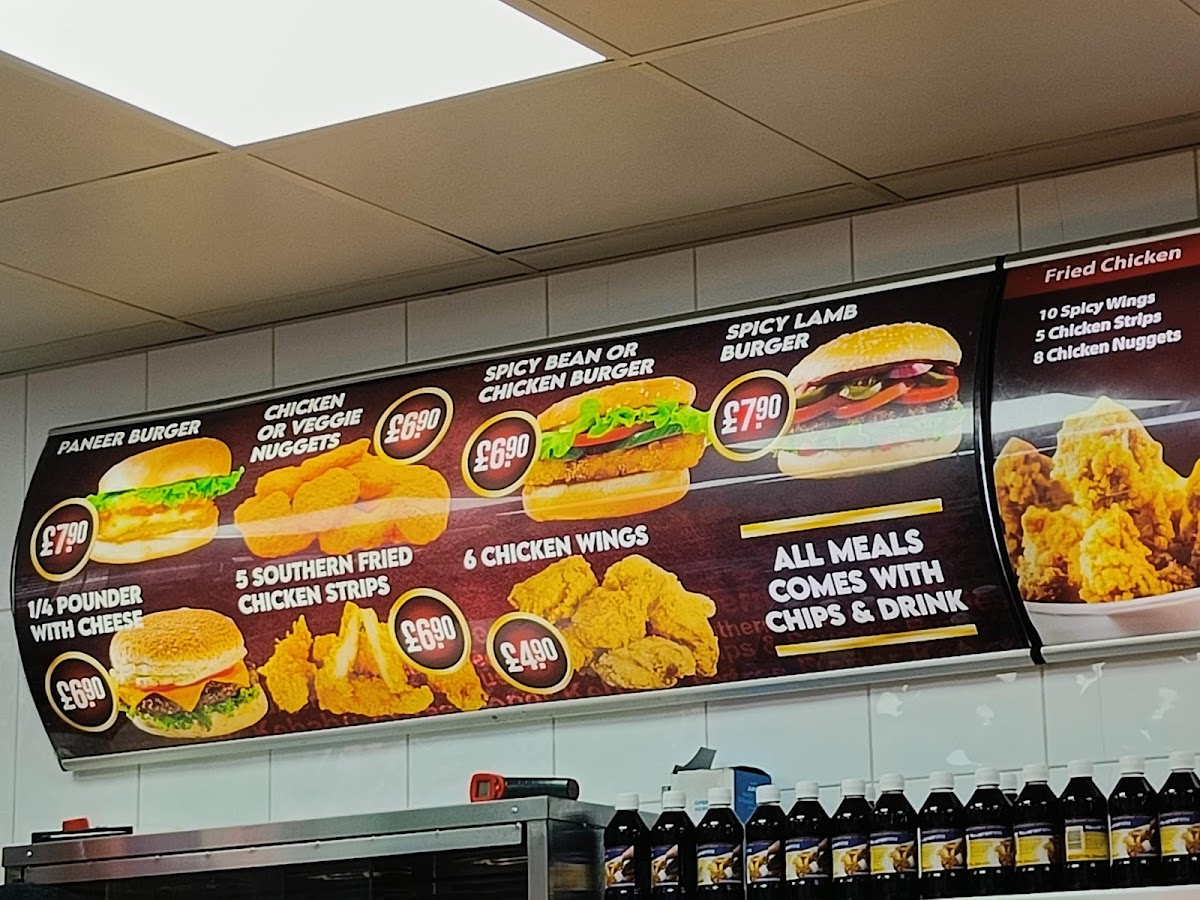 PANEER BURGER
£7.90
CHICKEN
OR VEGGIE
NUGGETS
£6.90
SPICY BEAN OR
CHICKEN BURGER
£6.90
SPICY LAMB
BURGER
£7.90
1/4 POUNDER
WITH CHEESE
£6.90
5 SOUTHERN FRIED
CHICKEN STRIPS
£6.90
6 CHICKEN WINGS
£4.90
ALL MEALS
COMES WITH
CHIPS & DRINK
Fried Chicken
10 Spicy Wings
5 Chicken Strips
8 Chicken Nuggets